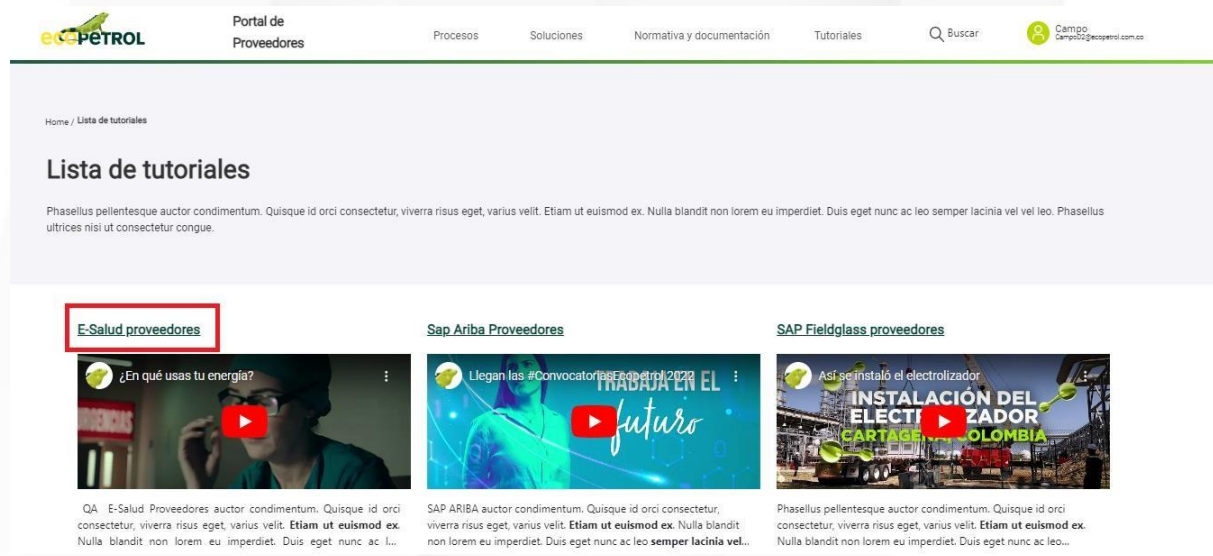 ecopetrol
Portal de
Proveedores
Procesos
Soluciones
Normativa y documentación
Tutoriales
Buscar
Campo
Campo02@ecopetrol.com.co
Home / Lista de tutoriales
Lista de tutoriales
Phasellus pellentesque auctor condimentum. Quisque id orci consectetur, viverra risus eget, varius velit. Etiam ut euismod ex. Nulla blandit non lorem eu imperdiet. Duis eget nunc ac leo semper lacinia vel vel leo. Phasellus
ultrices nisi ut consectetur congue.
E-Salud proveedores
¿En qué usas tu energía?
URGENCIAS
QA E-Salud Proveedores auctor condimentum. Quisque id orci
consectetur, viverra risus eget, varius velit. Etiam ut euismod ex.
Nulla blandit non lorem eu imperdiet. Duis eget nunc ac l...
Sap Ariba Proveedores
Llegan las #ConvocatoriasEcopetrol 2022
TRABAJA EN EL
futuro
SAP ARIBA auctor condimentum. Quisque id orci consectetur,
viverra risus eget, varius velit. Etiam ut euismod ex. Nulla blandit
non lorem eu imperdiet. Duis eget nunc ac leo semper lacinia vel...
SAP Fieldglass proveedores
Así se instaló el electrolizador
INSTALACIÓN DEL
ELECTROLIZADOR
CARTAGENA, COLOMBIA
Phasellus pellentesque auctor condimentum. Quisque id orci
consectetur, viverra risus eget, varius velit. Etiam ut euismod ex.
Nulla blandit non lorem eu imperdiet. Duis eget nunc ac leo...